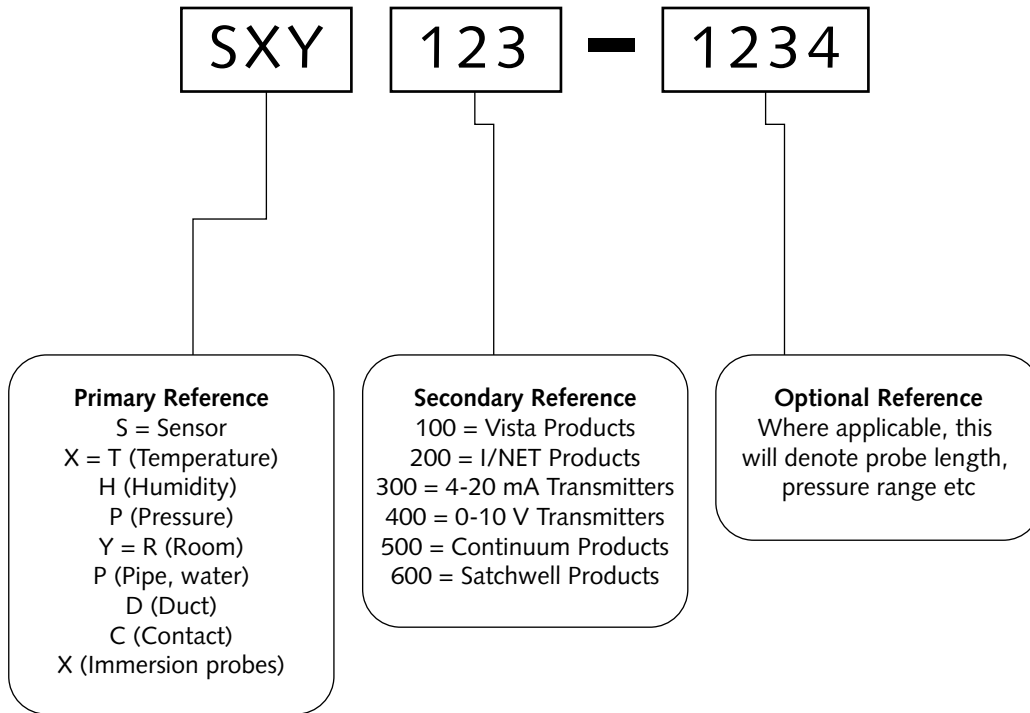 SXY 123 - 1234
Primary Reference
S = Sensor
X = T (Temperature)
H (Humidity)
P (Pressure)
Y = R (Room)
P (Pipe, water)
D (Duct)
C (Contact)
X (Immersion probes)
Secondary Reference
100 = Vista Products
200 = I/NET Products
300 = 4-20 mA Transmitters
400 = 0-10 V Transmitters
500 = Continuum Products
600 = Satchwell Products
Optional Reference
Where applicable, this
will denote probe length,
pressure range etc